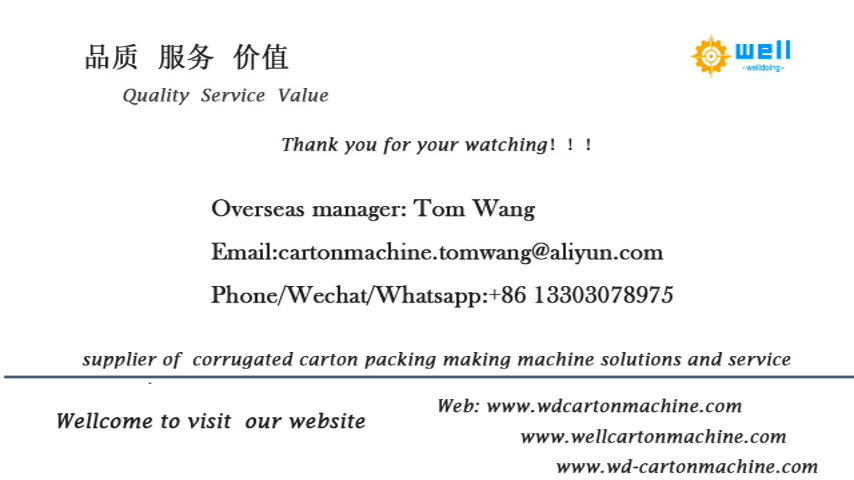 品质 服务 价值
well
-welldoing-
Quality Service Value
Thank you for your watching！！！
Overseas manager: Tom Wang
Email:cartonmachine.tomwang@aliyun.com
Phone/Wechat/Whatsapp:+86 13303078975
supplier of corrugated carton packing making machine solutions and service
Wellcome to visit our website
Web: www.wdcartonmachine.com
www.wellcartonmachine.com
www.wd-cartonmachine.com